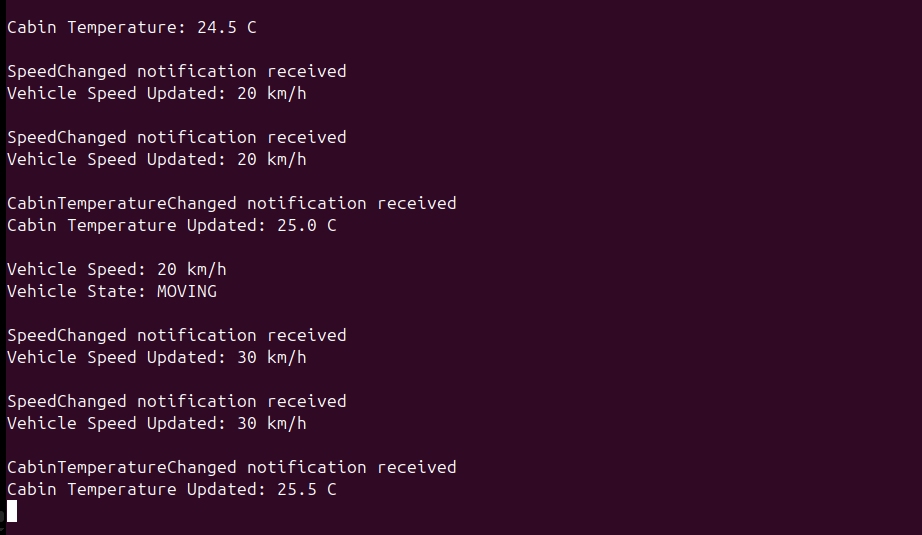 Cabin Temperature: 24.5 C
SpeedChanged notification received
Vehicle Speed Updated: 20 km/h
SpeedChanged notification received
Vehicle Speed Updated: 20 km/h
CabinTemperatureChanged notification received
Cabin Temperature Updated: 25.0 C
Vehicle Speed: 20 km/h
Vehicle State: MOVING
SpeedChanged notification received
Vehicle Speed Updated: 30 km/h
SpeedChanged notification received
Vehicle Speed Updated: 30 km/h
CabinTemperatureChanged notification received
Cabin Temperature Updated: 25.5 C